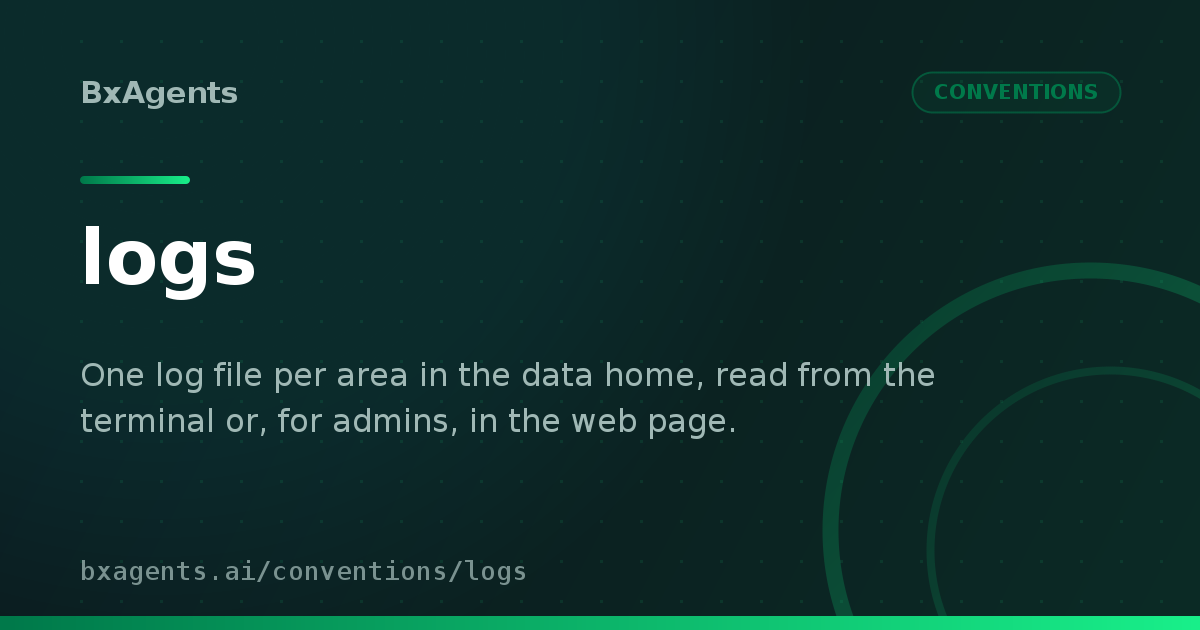 BxAgents
CONVENTIONS
logs
One log file per area in the data home, read from the
terminal or, for admins, in the web page.
bxagents.ai/conventions/logs